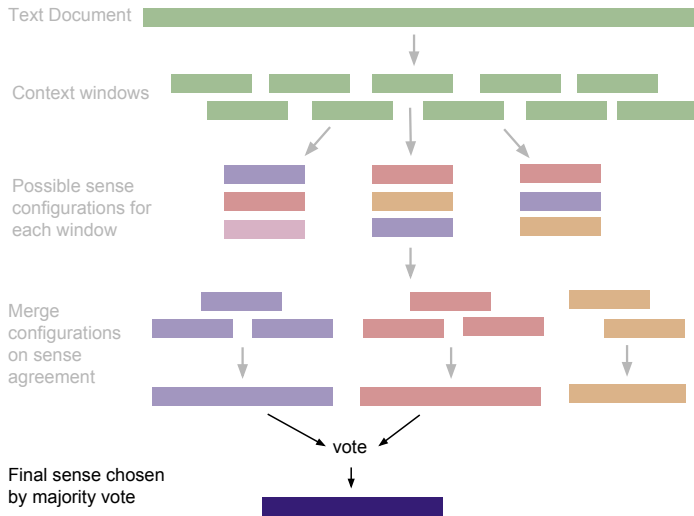 Text Document
Context windows
Possible sense
configurations for
each window
Merge
configurations
on sense
agreement
vote
Final sense chosen
by majority vote